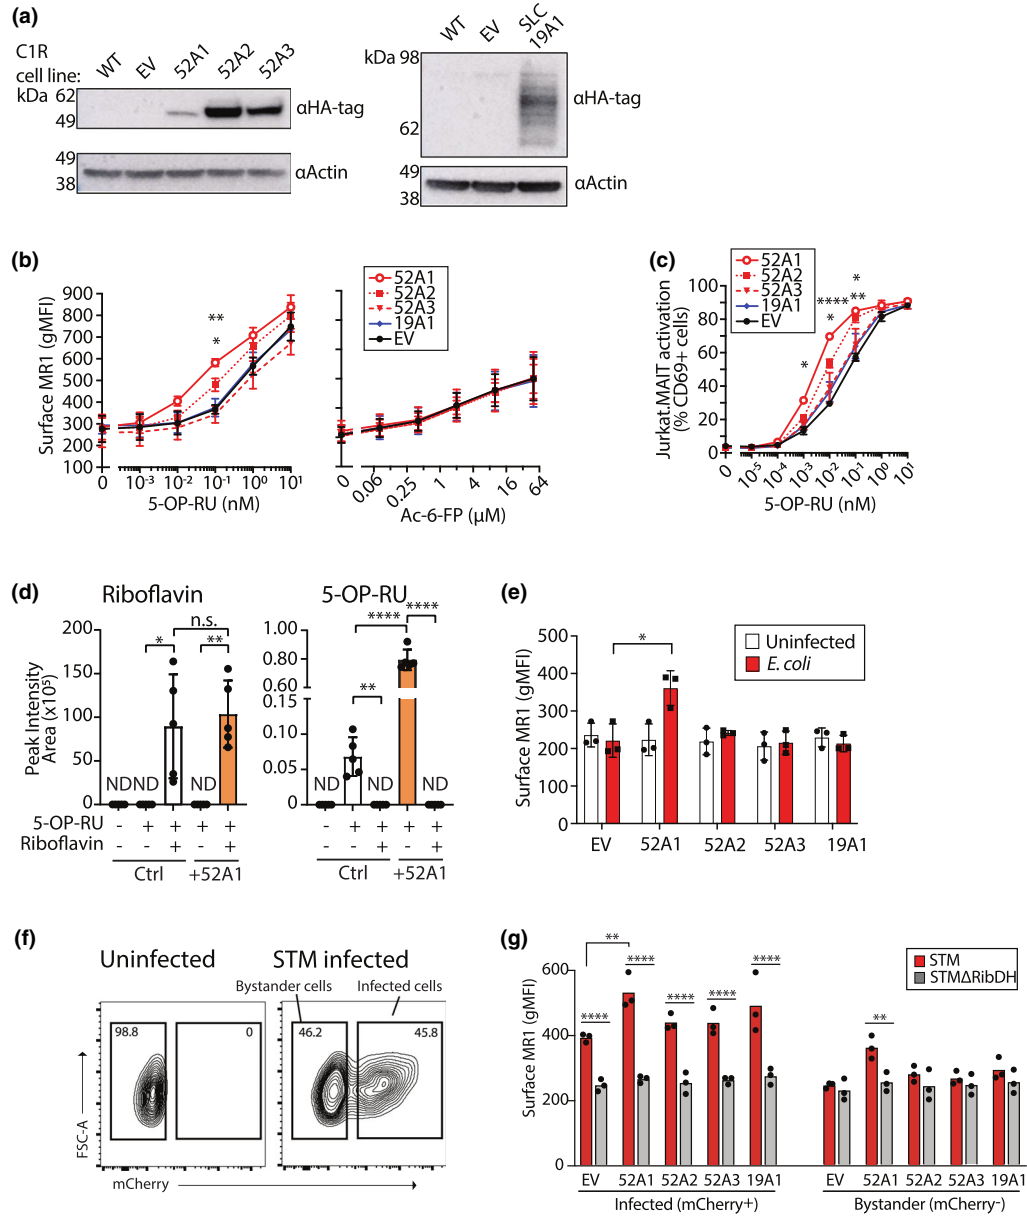 (a)
C1R
cell line:
WT
EV
52A1
52A2
52A3
kDa
62
49
αHA-tag
49
38
αActin
WT
EV
SLC
19A1
kDa 98
62
αHA-tag
49
38
αActin
(b)
Surface MR1 (gMFI)
900
800
700
600
500
400
300
200
100
**
*
0 10⁻³ 10⁻² 10⁻¹ 10⁰ 10¹
5-OP-RU (nM)
52A1
52A2
52A3
19A1
EV
0 0.06 0.25 1 4 16 64
Ac-6-FP (μM)
(c)
52A1
52A2
52A3
19A1
EV
Jurkat.MAIT activation
(% CD69+ cells)
100
80
60
40
20
0
*
****
*
*
**
0 10⁻⁵ 10⁻⁴ 10⁻³ 10⁻² 10⁻¹ 10⁰ 10¹
5-OP-RU (nM)
(d)
Riboflavin
Peak Intensity
Area (x10⁵)
200
150
100
50
0
n.s.
*
**
ND ND ND
5-OP-RU - + + + +
Riboflavin + +
Ctrl +52A1
5-OP-RU
1.00
0.80
0.60
0.15
0.10
0.05
0
****
****
**
ND ND ND
- + + + +
+ +
Ctrl +52A1
(e)
Surface MR1 (gMFI)
500
400
300
200
100
0
*
Uninfected
E. coli
EV 52A1 52A2 52A3 19A1
(f)
Uninfected
STM infected
Bystander cells Infected cells
98.8 0
46.2 45.8
FSC-A
mCherry
(g)
Surface MR1 (gMFI)
600
400
200
0
STM
STMΔRibDH
**
****
****
****
****
****
**
EV 52A1 52A2 52A3 19A1
Infected (mCherry+)
EV 52A1 52A2 52A3 19A1
Bystander (mCherry-)